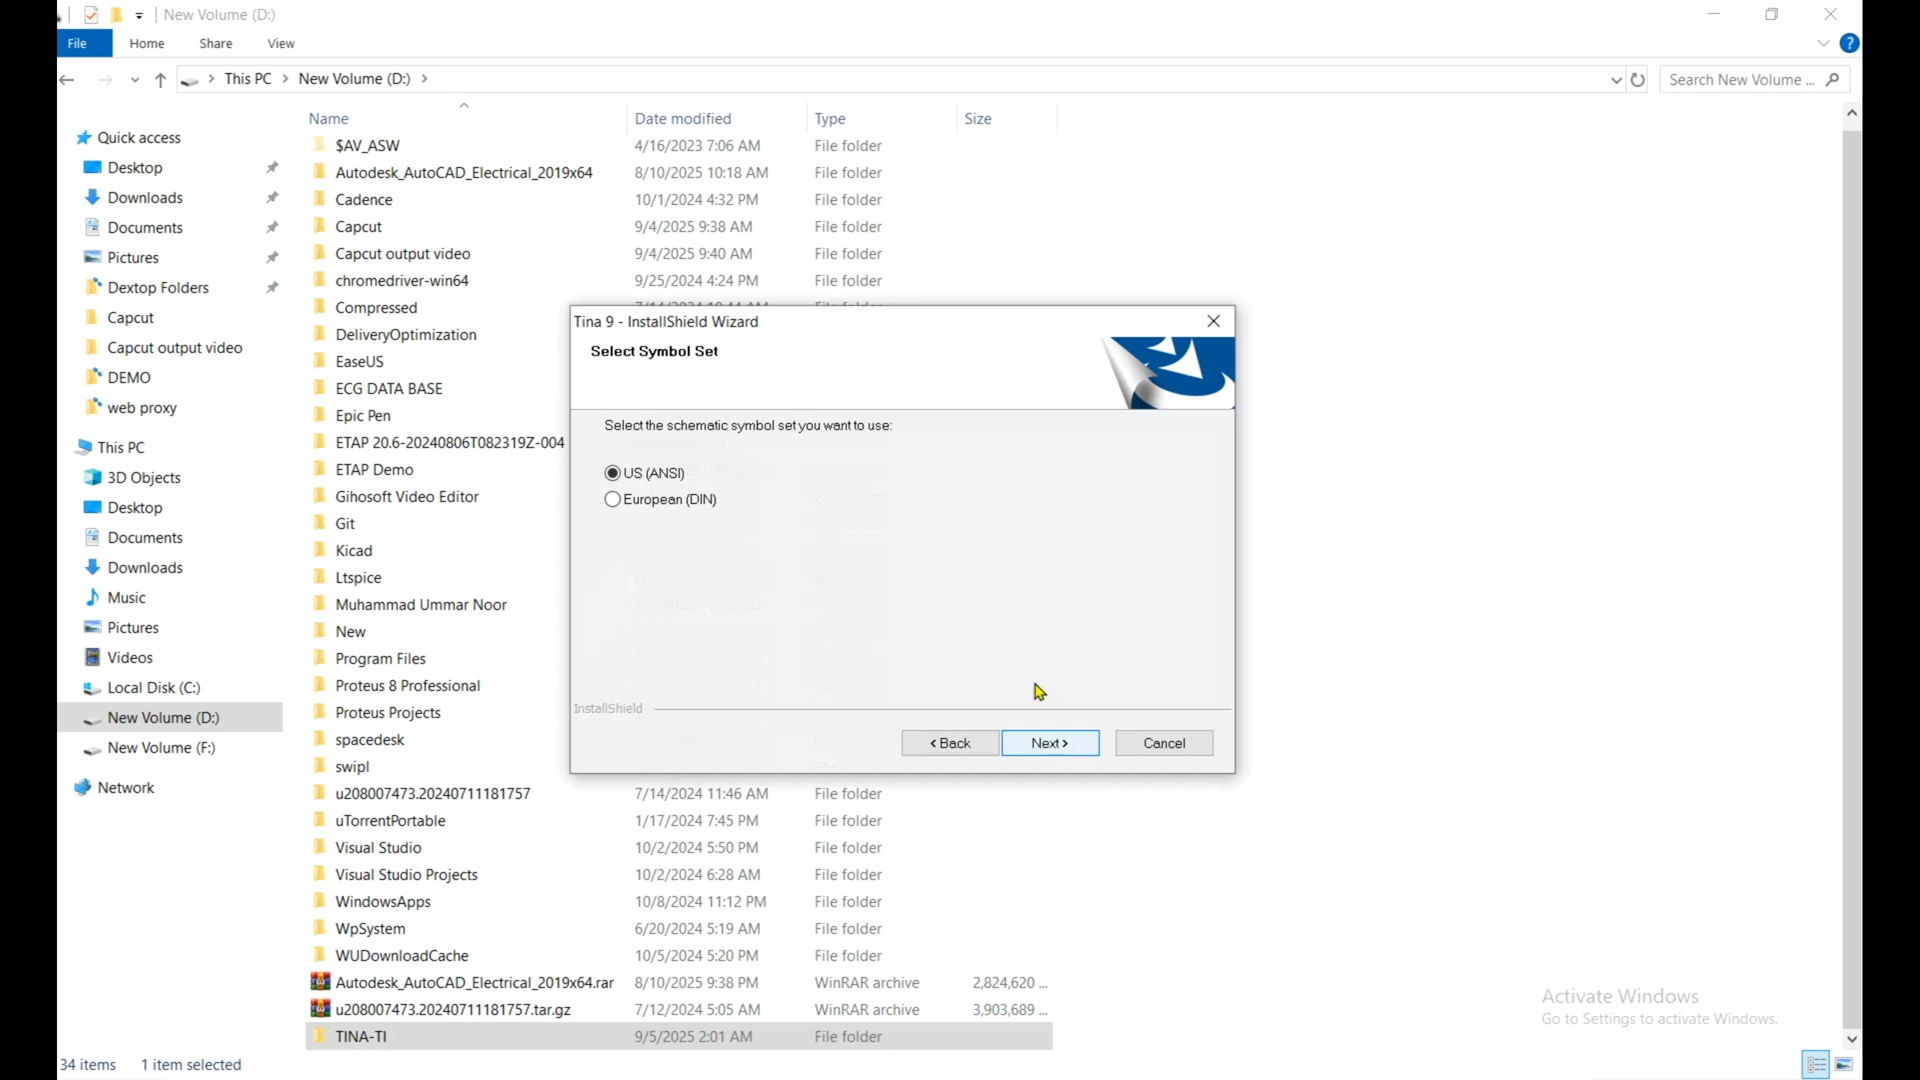 New Volume (D:)
File Home Share View
This PC New Volume (D:)
Search New Volume ...
Quick access
Desktop
Downloads
Documents
Pictures
Dextop Folders
Capcut
Capcut output video
DEMO
web proxy
This PC
3D Objects
Desktop
Documents
Downloads
Music
Pictures
Videos
Local Disk (C:)
New Volume (D:)
New Volume (F:)
Network
Name Date modified Type Size
$AV_ASW 4/16/2023 7:06 AM File folder
Autodesk_AutoCAD_Electrical_2019x64 8/10/2025 10:18 AM File folder
Cadence 10/1/2024 4:32 PM File folder
Capcut 9/4/2025 9:38 AM File folder
Capcut output video 9/4/2025 9:40 AM File folder
chromedriver-win64 9/25/2024 4:24 PM File folder
Compressed
DeliveryOptimization
EaseUS
ECG DATA BASE
Epic Pen
ETAP 20.6-20240806T082319Z-004
ETAP Demo
Gihosoft Video Editor
Git
Kicad
Ltspice
Muhammad Ummar Noor
New
Program Files
Proteus 8 Professional
Proteus Projects
spacedesk
swipl
u208007473.20240711181757 7/14/2024 11:46 AM File folder
uTorrentPortable 1/17/2024 7:45 PM File folder
Visual Studio 10/2/2024 5:50 PM File folder
Visual Studio Projects 10/2/2024 6:28 AM File folder
WindowsApps 10/8/2024 11:12 PM File folder
WpSystem 6/20/2024 5:19 AM File folder
WUDownloadCache 10/5/2024 5:20 PM File folder
Autodesk_AutoCAD_Electrical_2019x64.rar 8/10/2025 9:38 PM WinRAR archive 2,824,620 ...
u208007473.20240711181757.tar.gz 7/12/2024 5:05 AM WinRAR archive 3,903,689 ...
TINA-TI 9/5/2025 2:01 AM File folder
Tina 9 - InstallShield Wizard
Select Symbol Set
Select the schematic symbol set you want to use:
US (ANSI)
European (DIN)
InstallShield
< Back Next > Cancel
Activate Windows
Go to Settings to activate Windows.
34 items 1 item selected